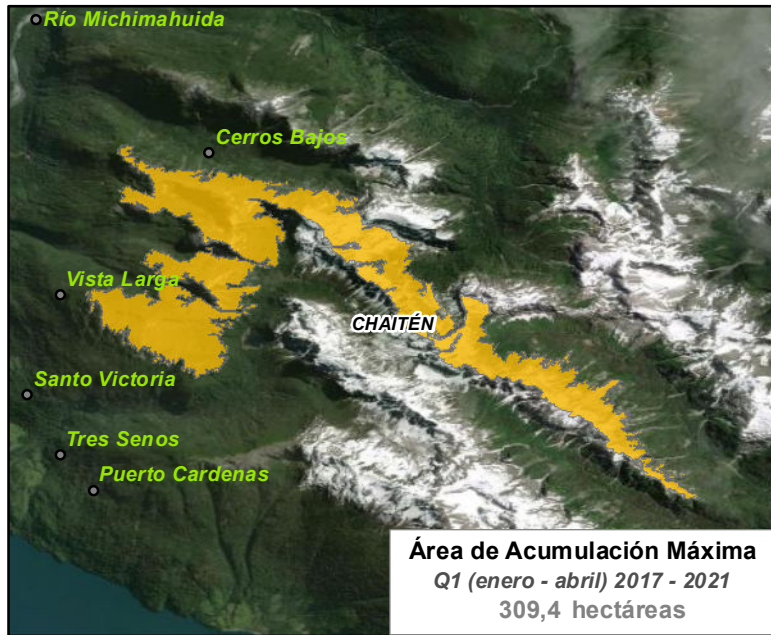 Río Michimahuida
Cerros Bajos
Vista Larga
CHAITÉN
Santo Victoria
Tres Senos
Puerto Cardenas
Área de Acumulación Máxima
Q1 (enero - abril) 2017 - 2021
309,4 hectáreas